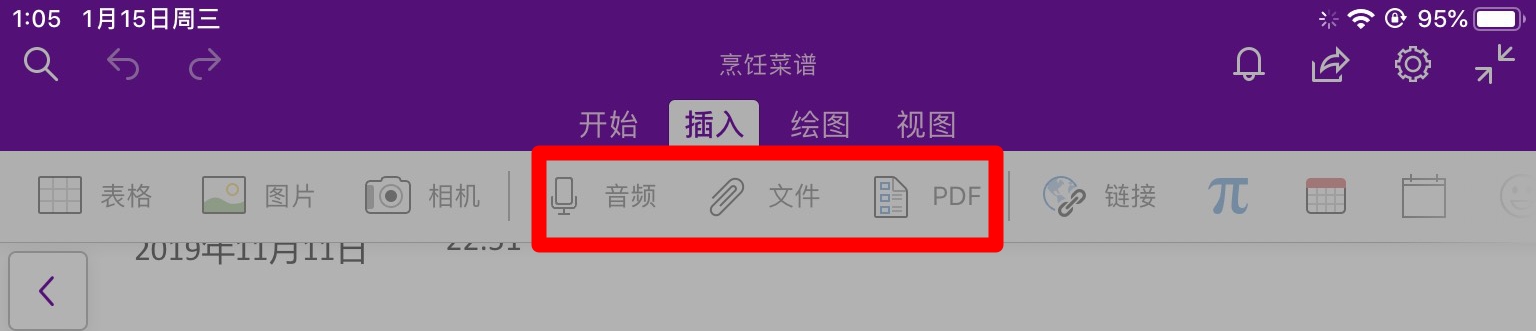 1:05 1月15日周三 95%
烹饪菜谱
开始 插入 绘图 视图
表格 图片 相机 音频 文件 PDF 链接 π
2019年11月11日 22:51